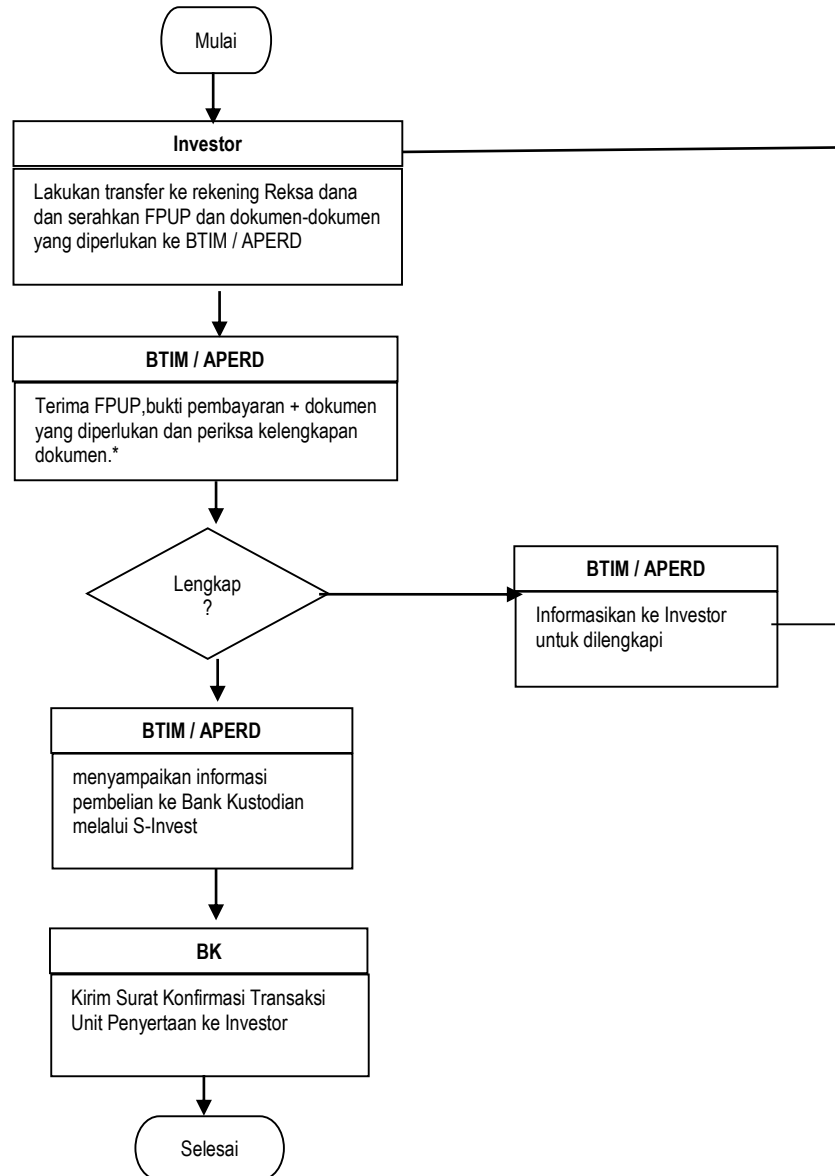 Mulai
Investor
Lakukan transfer ke rekening Reksa dana
dan serahkan FPUP dan dokumen-dokumen
yang diperlukan ke BTIM / APERD
BTIM / APERD
Terima FPUP,bukti pembayaran + dokumen
yang diperlukan dan periksa kelengkapan
dokumen.*
Lengkap
?
BTIM / APERD
Informasikan ke Investor
untuk dilengkapi
BTIM / APERD
menyampaikan informasi
pembelian ke Bank Kustodian
melalui S-Invest
BK
Kirim Surat Konfirmasi Transaksi
Unit Penyertaan ke Investor
Selesai